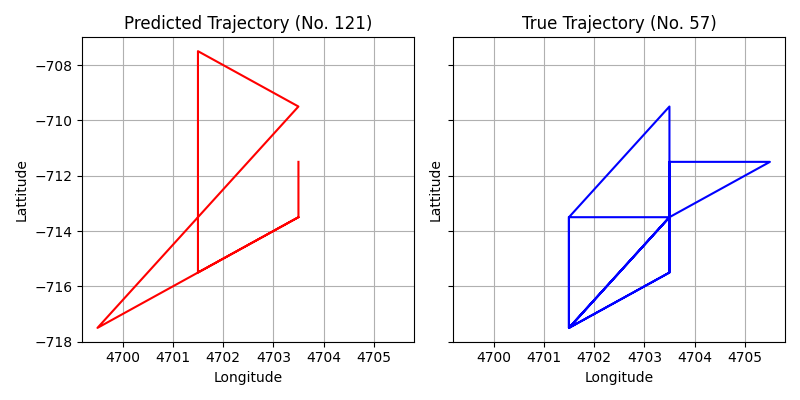 Predicted Trajectory (No. 121)
True Trajectory (No. 57)
−708
−710
−712
−714
−716
−718
Lattitude
Lattitude
4700 4701 4702 4703 4704 4705
4700 4701 4702 4703 4704 4705
Longitude
Longitude